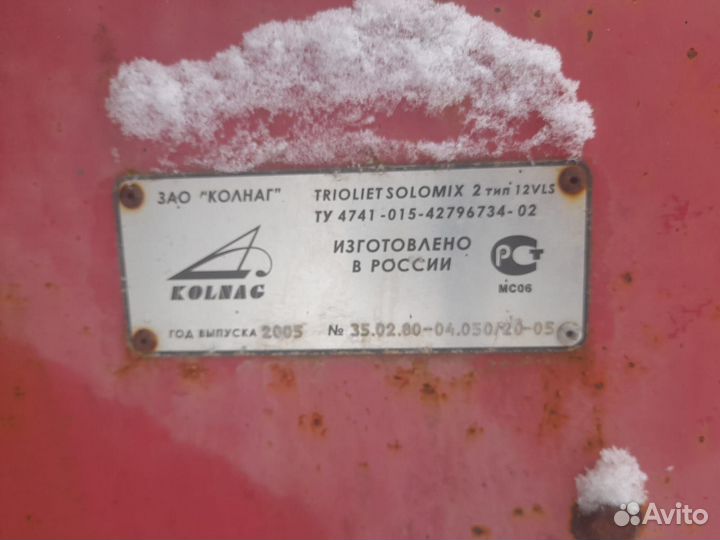 ЗАО "КОЛНАГ"
TRIOLIET SOLOMIX 2 тип 12VLS
ТУ 4741-015-42796734-02
ИЗГОТОВЛЕНО
В РОССИИ
РСТ
МС06
KOLNAG
ГОД ВЫПУСКА 2005 № 35.02.80-04.050/20-05
Avito